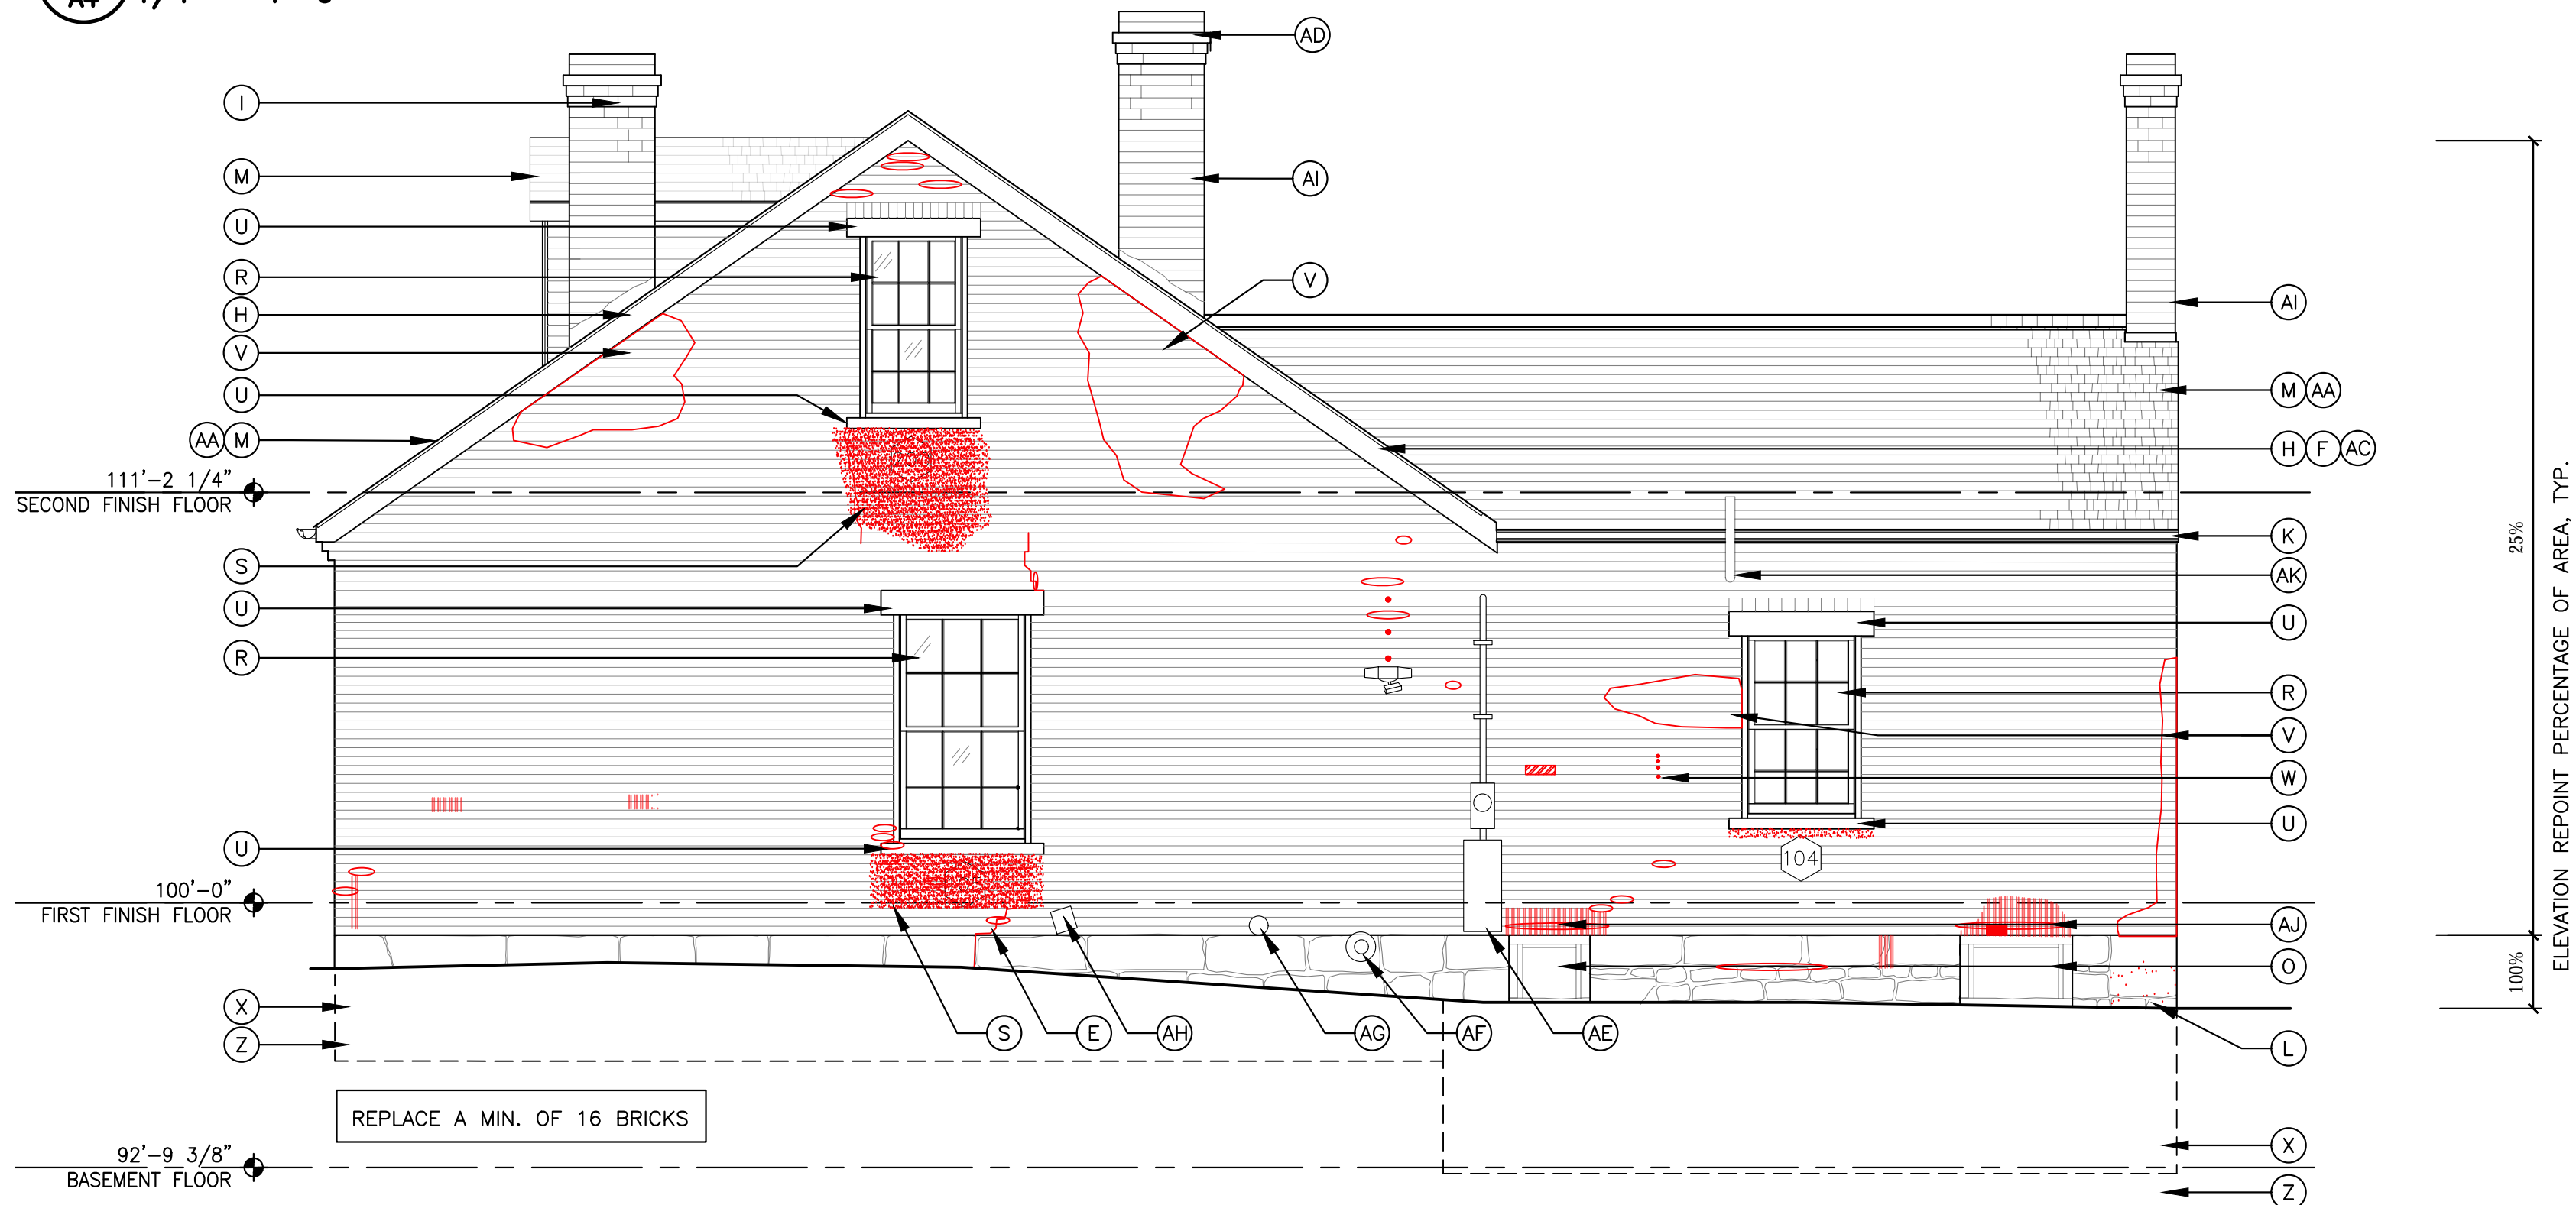 A4
AD
I
M
AI
U
R
V
H
AI
V
U
M AA
AA M
H F AC
111'-2 1/4"
SECOND FINISH FLOOR
K
S
AK
U
U
R
R
V
W
U
U
104
100'-0"
FIRST FINISH FLOOR
AJ
O
X
S
E
AH
AG
AF
AE
Z
L
REPLACE A MIN. OF 16 BRICKS
X
92'-9 3/8"
BASEMENT FLOOR
Z
25%
100%
ELEVATION REPOINT PERCENTAGE OF AREA, TYP.